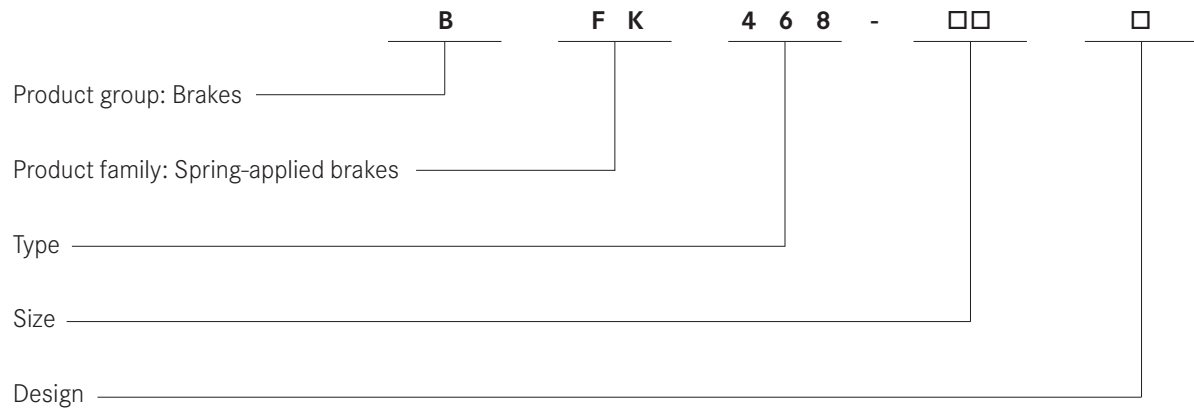 B F K 4 6 8 - □□ □
Product group: Brakes
Product family: Spring-applied brakes
Type
Size
Design